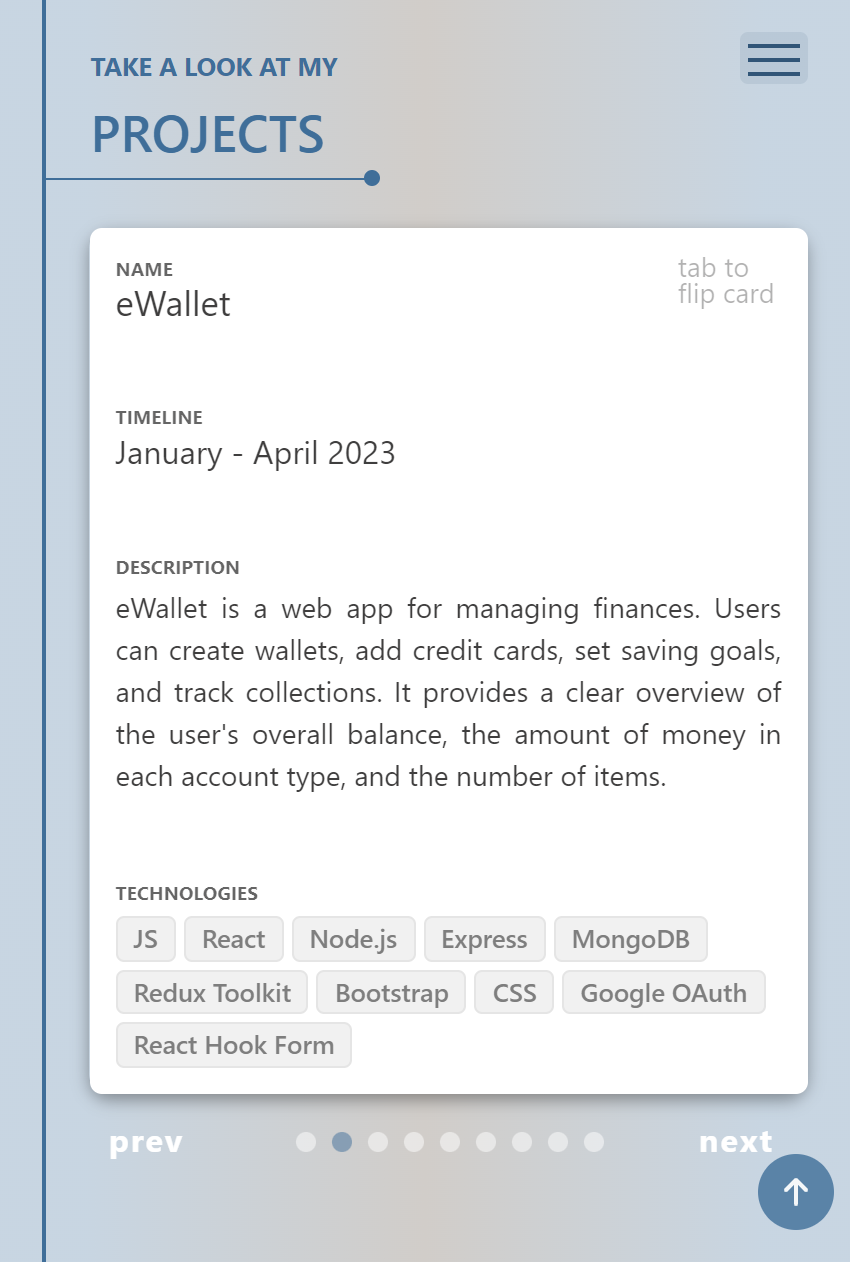 TAKE A LOOK AT MY
PROJECTS
NAME
eWallet
tab to
flip card
TIMELINE
January - April 2023
DESCRIPTION
eWallet is a web app for managing finances. Users
can create wallets, add credit cards, set saving goals,
and track collections. It provides a clear overview of
the user's overall balance, the amount of money in
each account type, and the number of items.
TECHNOLOGIES
JS React Node.js Express MongoDB
Redux Toolkit Bootstrap CSS Google OAuth
React Hook Form
prev next